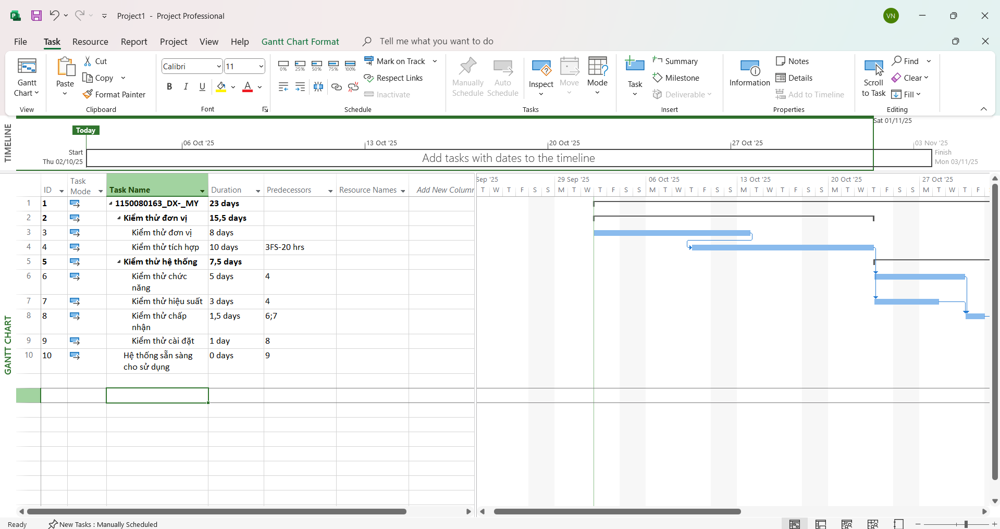 Project1 - Project Professional
VN
File Task Resource Report Project View Help Gantt Chart Format Tell me what you want to do
Gantt Chart
View
Paste
Cut
Copy
Format Painter
Clipboard
Calibri 11
B I U A
Font
0% 25% 50% 75% 100%
Mark on Track
Respect Links
Inactivate
Schedule
Manually Schedule
Auto Schedule
Inspect
Move
Mode
Tasks
Task
Summary
Milestone
Deliverable
Insert
Information
Notes
Details
Add to Timeline
Properties
Scroll to Task
Find
Clear
Fill
Editing
TIMELINE
Today
Sat 01/11/25
06 Oct '25 13 Oct '25 20 Oct '25 27 Oct '25 03 Nov '25
Start
Thu 02/10/25
Add tasks with dates to the timeline
Finish
Mon 03/11/25
GANTT CHART
ID Task Mode Task Name Duration Predecessors Resource Names Add New Column
Sep '25 29 Sep '25 06 Oct '25 13 Oct '25 20 Oct '25 27 Oct '25
T W T F S S M T W T F S S M T W T F S S M T W T F S S M T W T F S S M T W T F
1 1 1150080163_DX-_MY 23 days
2 2 Kiểm thử đơn vị 15,5 days
3 3 Kiểm thử đơn vị 8 days
4 4 Kiểm thử tích hợp 10 days 3FS-20 hrs
5 5 Kiểm thử hệ thống 7,5 days
6 6 Kiểm thử chức 5 days 4
năng
7 7 Kiểm thử hiệu suất 3 days 4
8 8 Kiểm thử chấp 1,5 days 6;7
nhận
9 9 Kiểm thử cài đặt 1 day 8
10 10 Hệ thống sẵn sàng 0 days 9
cho sử dụng
Ready New Tasks : Manually Scheduled